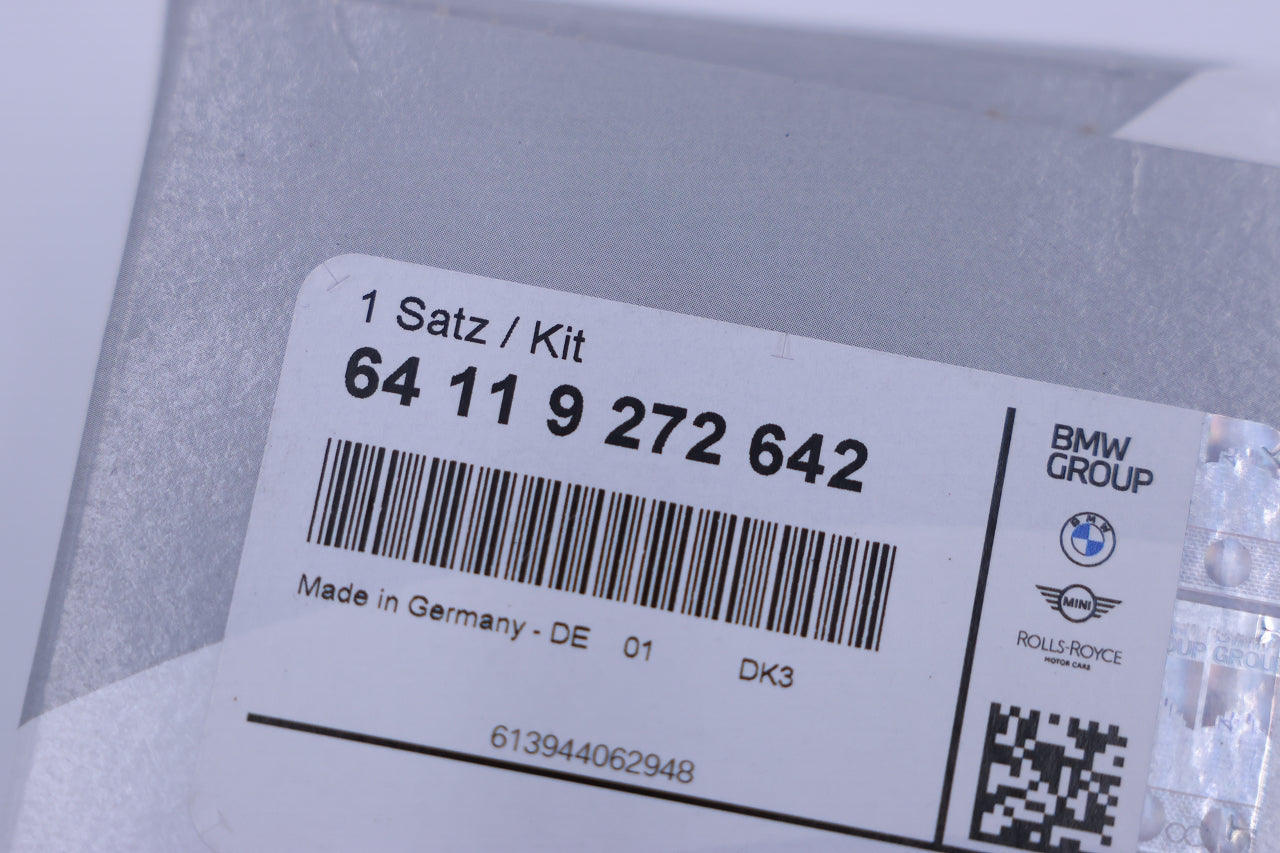 1 Satz / Kit
64 11 9 272 642
Made in Germany - DE 01
DK3
613944062948
BMW
GROUP
BMW
MINI
ROLLS-ROYCE
MOTOR CARS